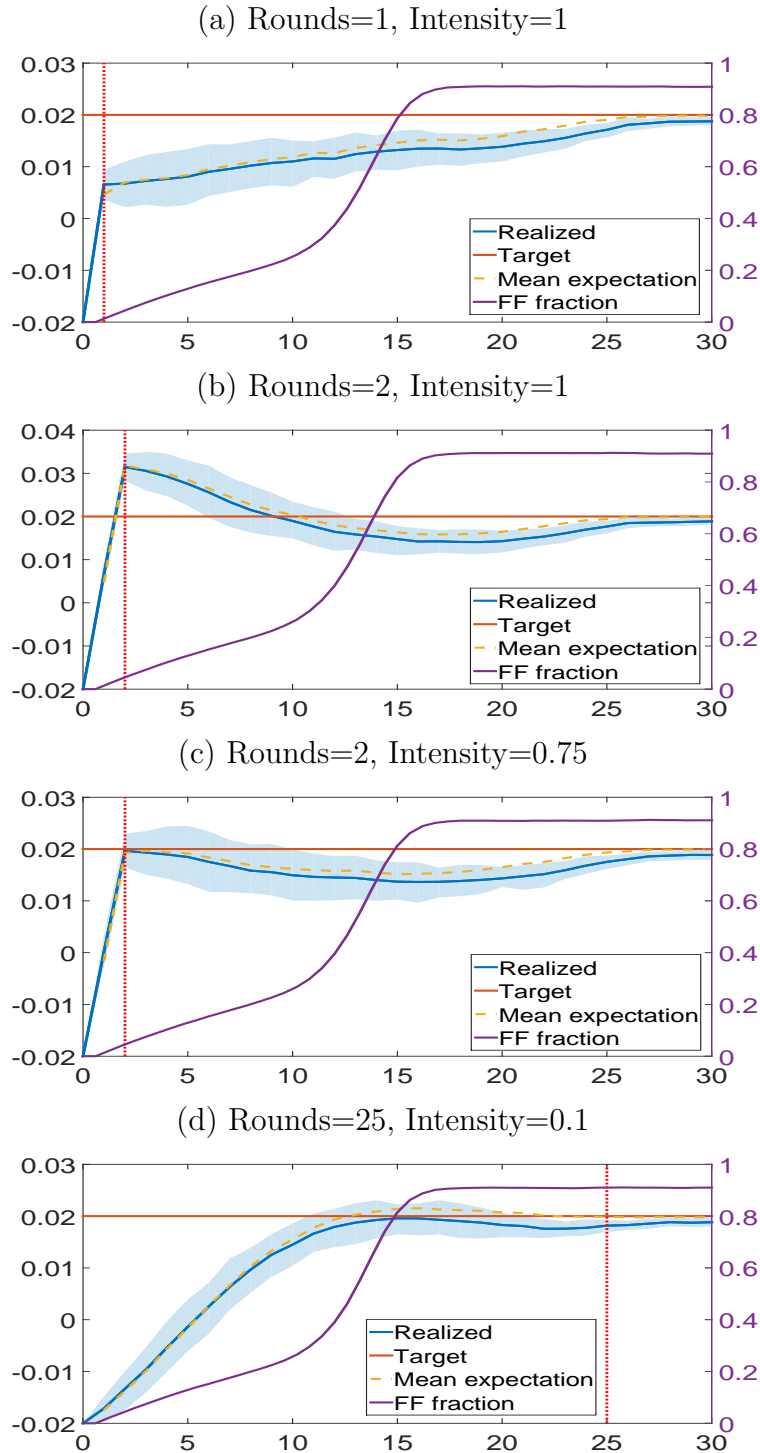 (a) Rounds=1, Intensity=1
0.03
0.02
0.01
0
-0.01
-0.02
1
0.8
0.6
0.4
0.2
0
Realized
Target
Mean expectation
FF fraction
0 5 10 15 20 25 30
(b) Rounds=2, Intensity=1
0.04
0.03
0.02
0.01
0
-0.01
-0.02
1
0.8
0.6
0.4
0.2
0
Realized
Target
Mean expectation
FF fraction
0 5 10 15 20 25 30
(c) Rounds=2, Intensity=0.75
0.03
0.02
0.01
0
-0.01
-0.02
1
0.8
0.6
0.4
0.2
0
Realized
Target
Mean expectation
FF fraction
0 5 10 15 20 25 30
(d) Rounds=25, Intensity=0.1
0.03
0.02
0.01
0
-0.01
-0.02
1
0.8
0.6
0.4
0.2
0
Realized
Target
Mean expectation
FF fraction
0 5 10 15 20 25 30